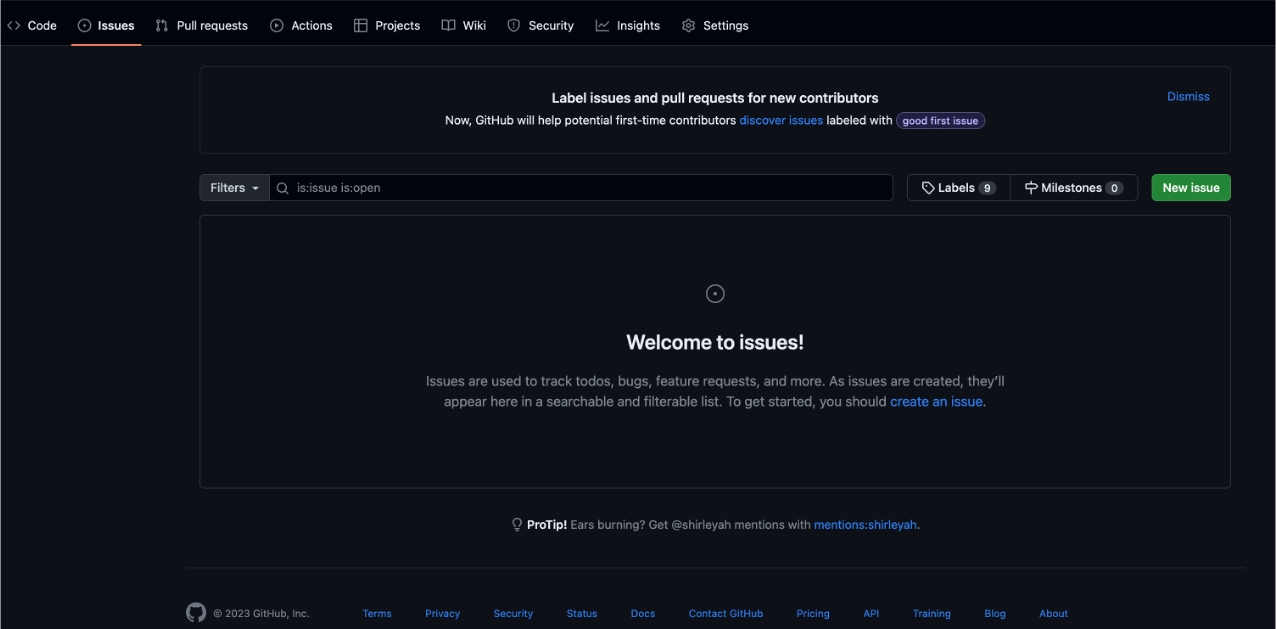 Code Issues Pull requests Actions Projects Wiki Security Insights Settings
Label issues and pull requests for new contributors
Dismiss
Now, GitHub will help potential first-time contributors discover issues labeled with good first issue
Filters is:issue is:open Labels 9 Milestones 0 New issue
Welcome to issues!
Issues are used to track todos, bugs, feature requests, and more. As issues are created, they’ll
appear here in a searchable and filterable list. To get started, you should create an issue.
ProTip! Ears burning? Get @shirleyah mentions with mentions:shirleyah.
© 2023 GitHub, Inc. Terms Privacy Security Status Docs Contact GitHub Pricing API Training Blog About